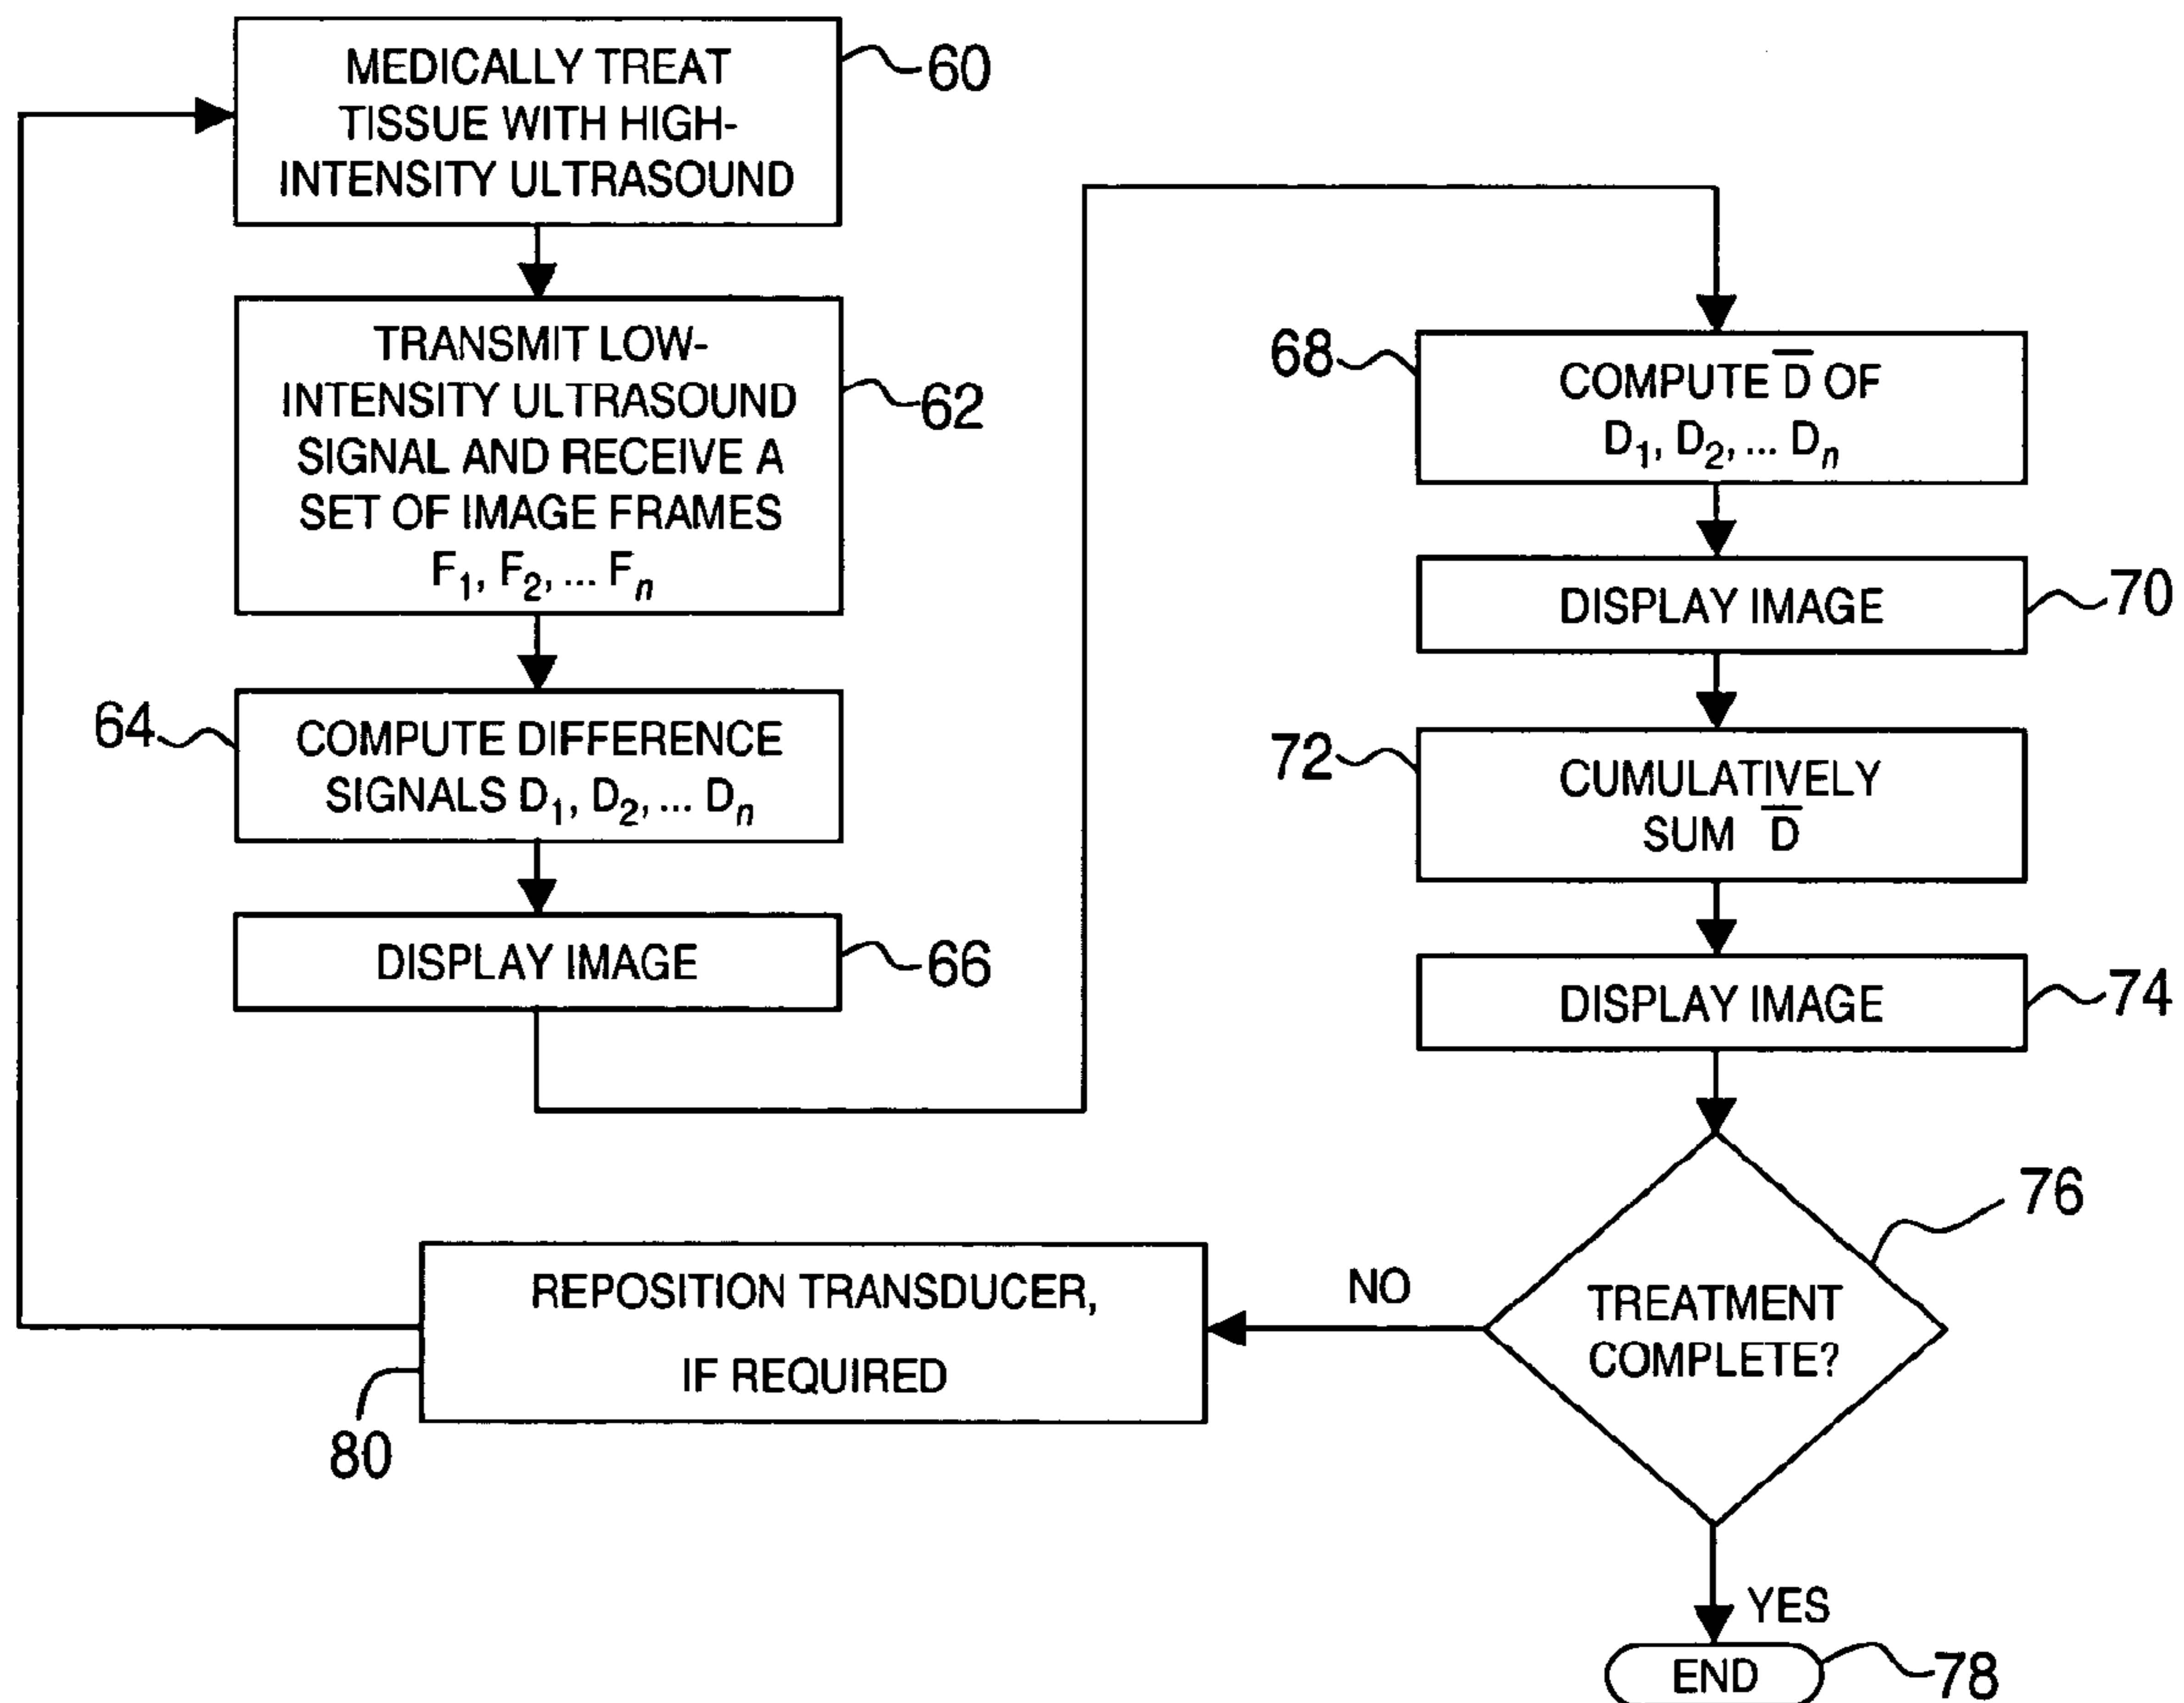 MEDICALLY TREAT
TISSUE WITH HIGH-
INTENSITY ULTRASOUND
60
TRANSMIT LOW-
INTENSITY ULTRASOUND
SIGNAL AND RECEIVE A
SET OF IMAGE FRAMES
F₁, F₂, ... Fₙ
62
64
COMPUTE DIFFERENCE
SIGNALS D₁, D₂, ... Dₙ
DISPLAY IMAGE
66
68
COMPUTE D̅ OF
D₁, D₂, ... Dₙ
DISPLAY IMAGE
70
72
CUMULATIVELY
SUM D̅
DISPLAY IMAGE
74
76
TREATMENT
COMPLETE?
NO
REPOSITION TRANSDUCER,
IF REQUIRED
80
YES
END
78